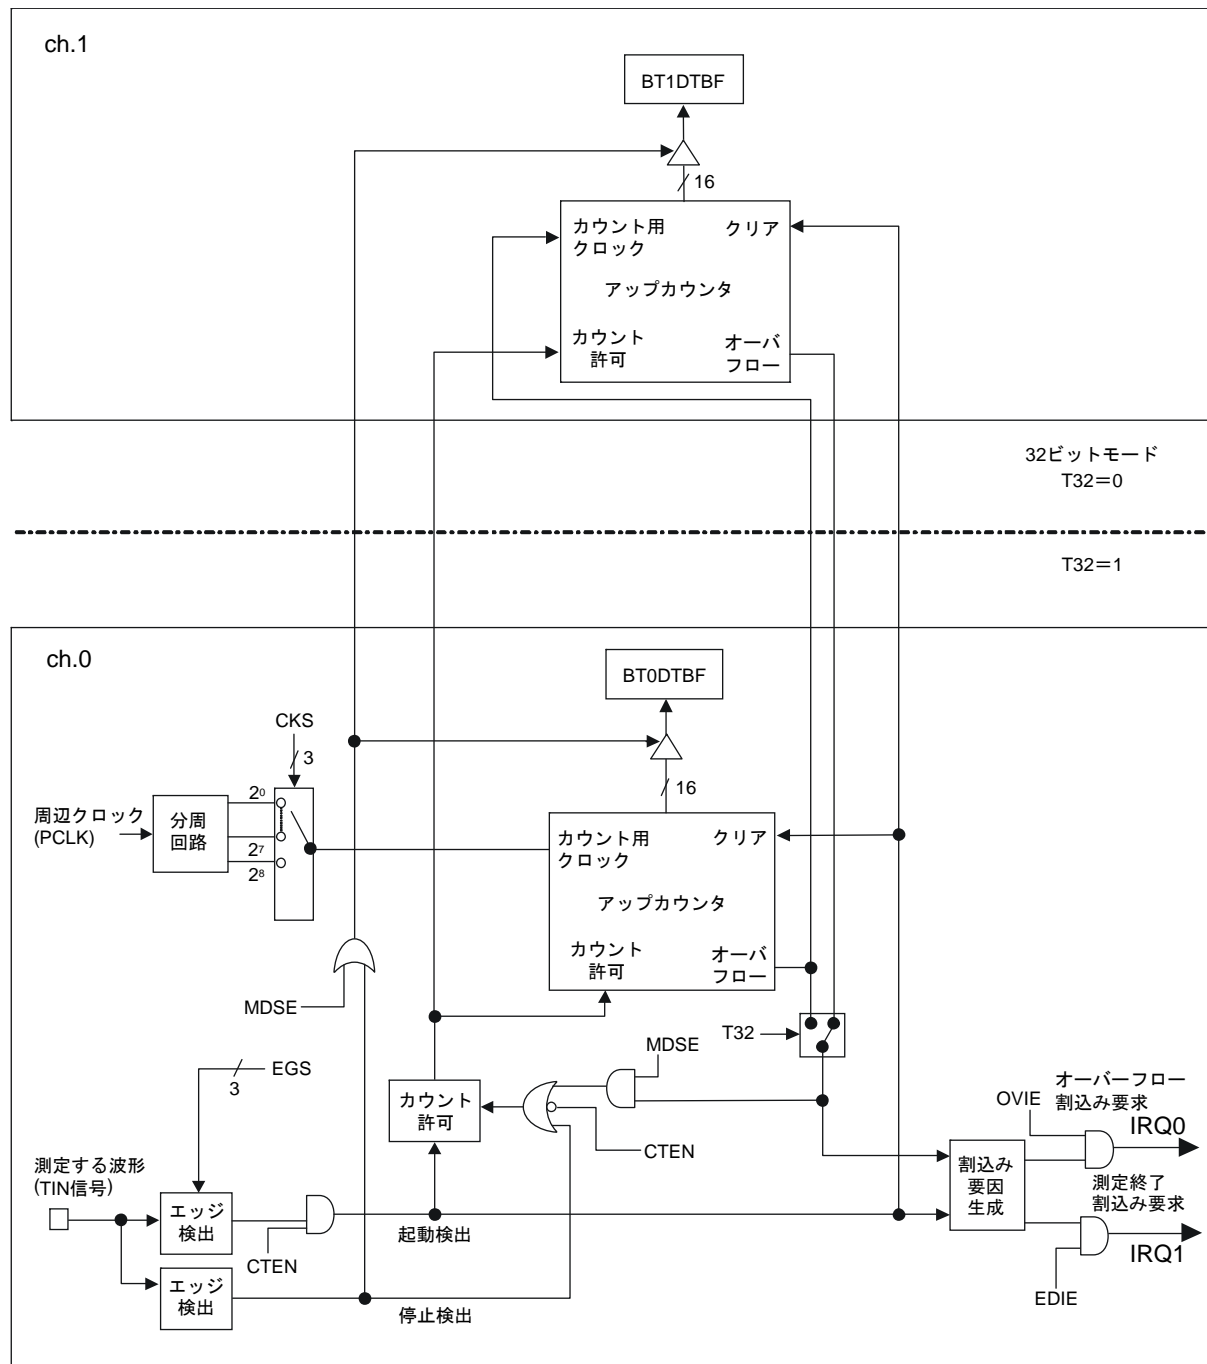 ch.1
BT1DTBF
16
カウント用
クロック
クリア
アップカウンタ
カウント
許可
オーバ
フロー
32ビットモード
T32＝0
T32＝1
ch.0
BT0DTBF
CKS
3
16
周辺クロック
(PCLK)
分周
回路
20
27
28
カウント用
クロック
クリア
アップカウンタ
カウント
許可
オーバ
フロー
MDSE
T32
MDSE
EGS
3
カウント
許可
CTEN
OVIE
オーバーフロー
割込み要求
IRQ0
測定する波形
(TIN信号)
エッジ
検出
CTEN
起動検出
割込み
要因
生成
測定終了
割込み要求
IRQ1
エッジ
検出
停止検出
EDIE